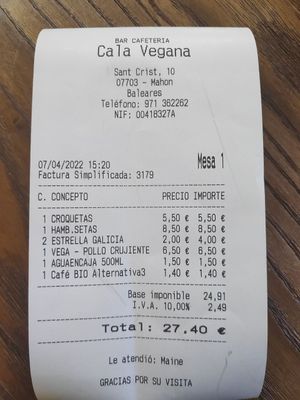 BAR CAFETERIA
Cala Vegana
Sant Crist, 10
07703 - Mahon
Baleares
Teléfono: 971 362262
NIF: 00418327A
07/04/2022 15:20 Mesa 1
Factura Simplificada: 3179
C. CONCEPTO PRECIO IMPORTE
1 CROQUETAS 5,50 € 5,50 €
1 HAMB.SETAS 8,50 € 8,50 €
2 ESTRELLA GALICIA 2,00 € 4,00 €
1 VEGA - POLLO CRUJIENTE 6,50 € 6,50 €
1 AGUAENCAJA 500ML 1,50 € 1,50 €
1 Café BIO Alternativa3 1,40 € 1,40 €
Base imponible 24,91
I.V.A. 10,00% 2,49
Total: 27,40 €
Le atendió: Maine
GRACIAS POR SU VISITA